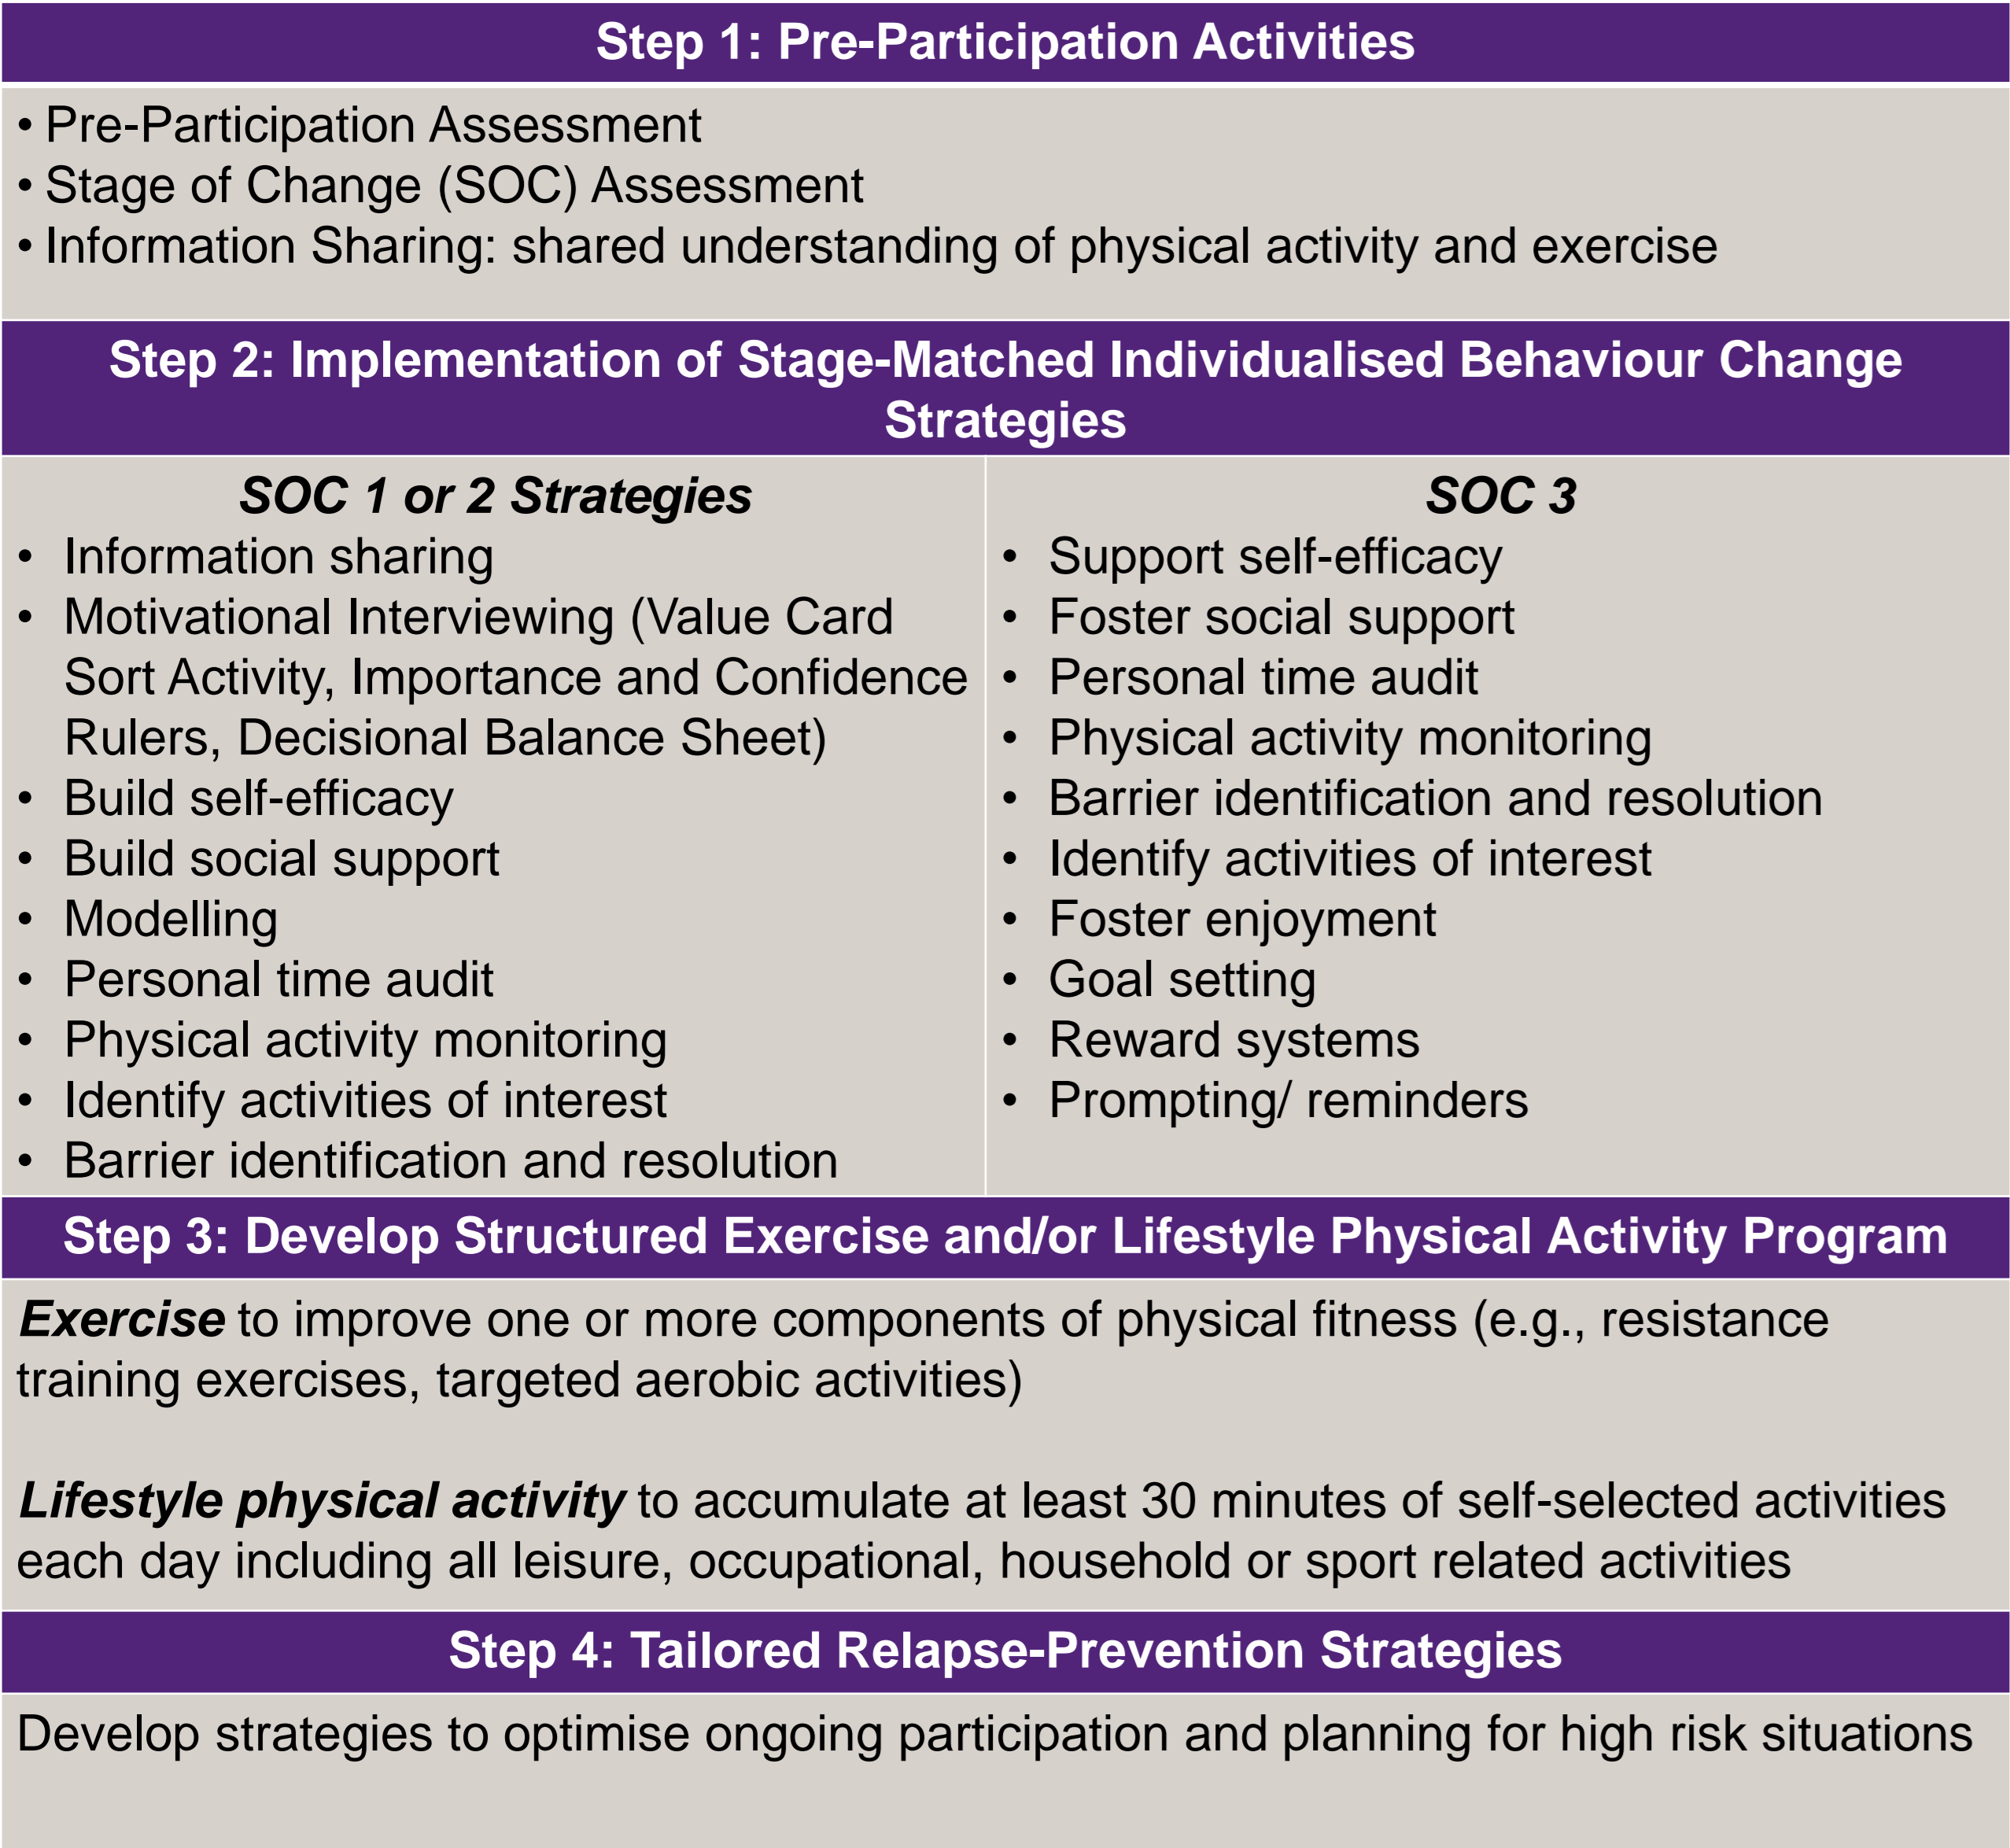 Step 1: Pre-Participation Activities
• Pre-Participation Assessment
• Stage of Change (SOC) Assessment
• Information Sharing: shared understanding of physical activity and exercise
Step 2: Implementation of Stage-Matched Individualised Behaviour Change
Strategies
SOC 1 or 2 Strategies
• Information sharing
• Motivational Interviewing (Value Card
Sort Activity, Importance and Confidence
Rulers, Decisional Balance Sheet)
• Build self-efficacy
• Build social support
• Modelling
• Personal time audit
• Physical activity monitoring
• Identify activities of interest
• Barrier identification and resolution
SOC 3
• Support self-efficacy
• Foster social support
• Personal time audit
• Physical activity monitoring
• Barrier identification and resolution
• Identify activities of interest
• Foster enjoyment
• Goal setting
• Reward systems
• Prompting/ reminders
Step 3: Develop Structured Exercise and/or Lifestyle Physical Activity Program
Exercise to improve one or more components of physical fitness (e.g., resistance
training exercises, targeted aerobic activities)
Lifestyle physical activity to accumulate at least 30 minutes of self-selected activities
each day including all leisure, occupational, household or sport related activities
Step 4: Tailored Relapse-Prevention Strategies
Develop strategies to optimise ongoing participation and planning for high risk situations